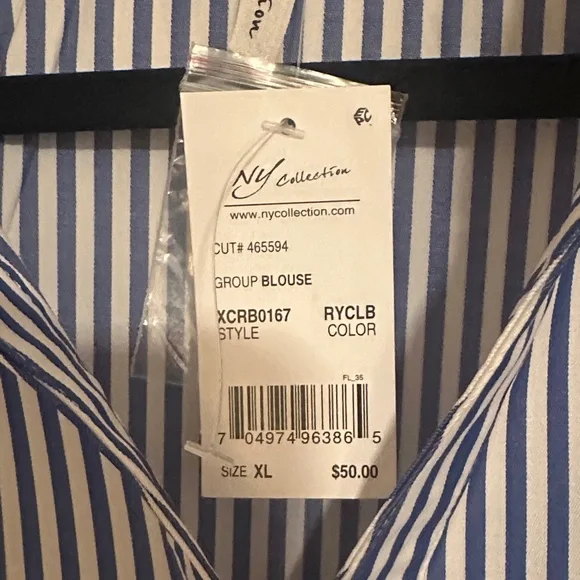 NY Collection
www.nycollection.com
CUT# 465594
GROUP BLOUSE
XCRB0167 RYCLB
STYLE COLOR
FL_35
7 04974 96386 5
SIZE XL $50.00